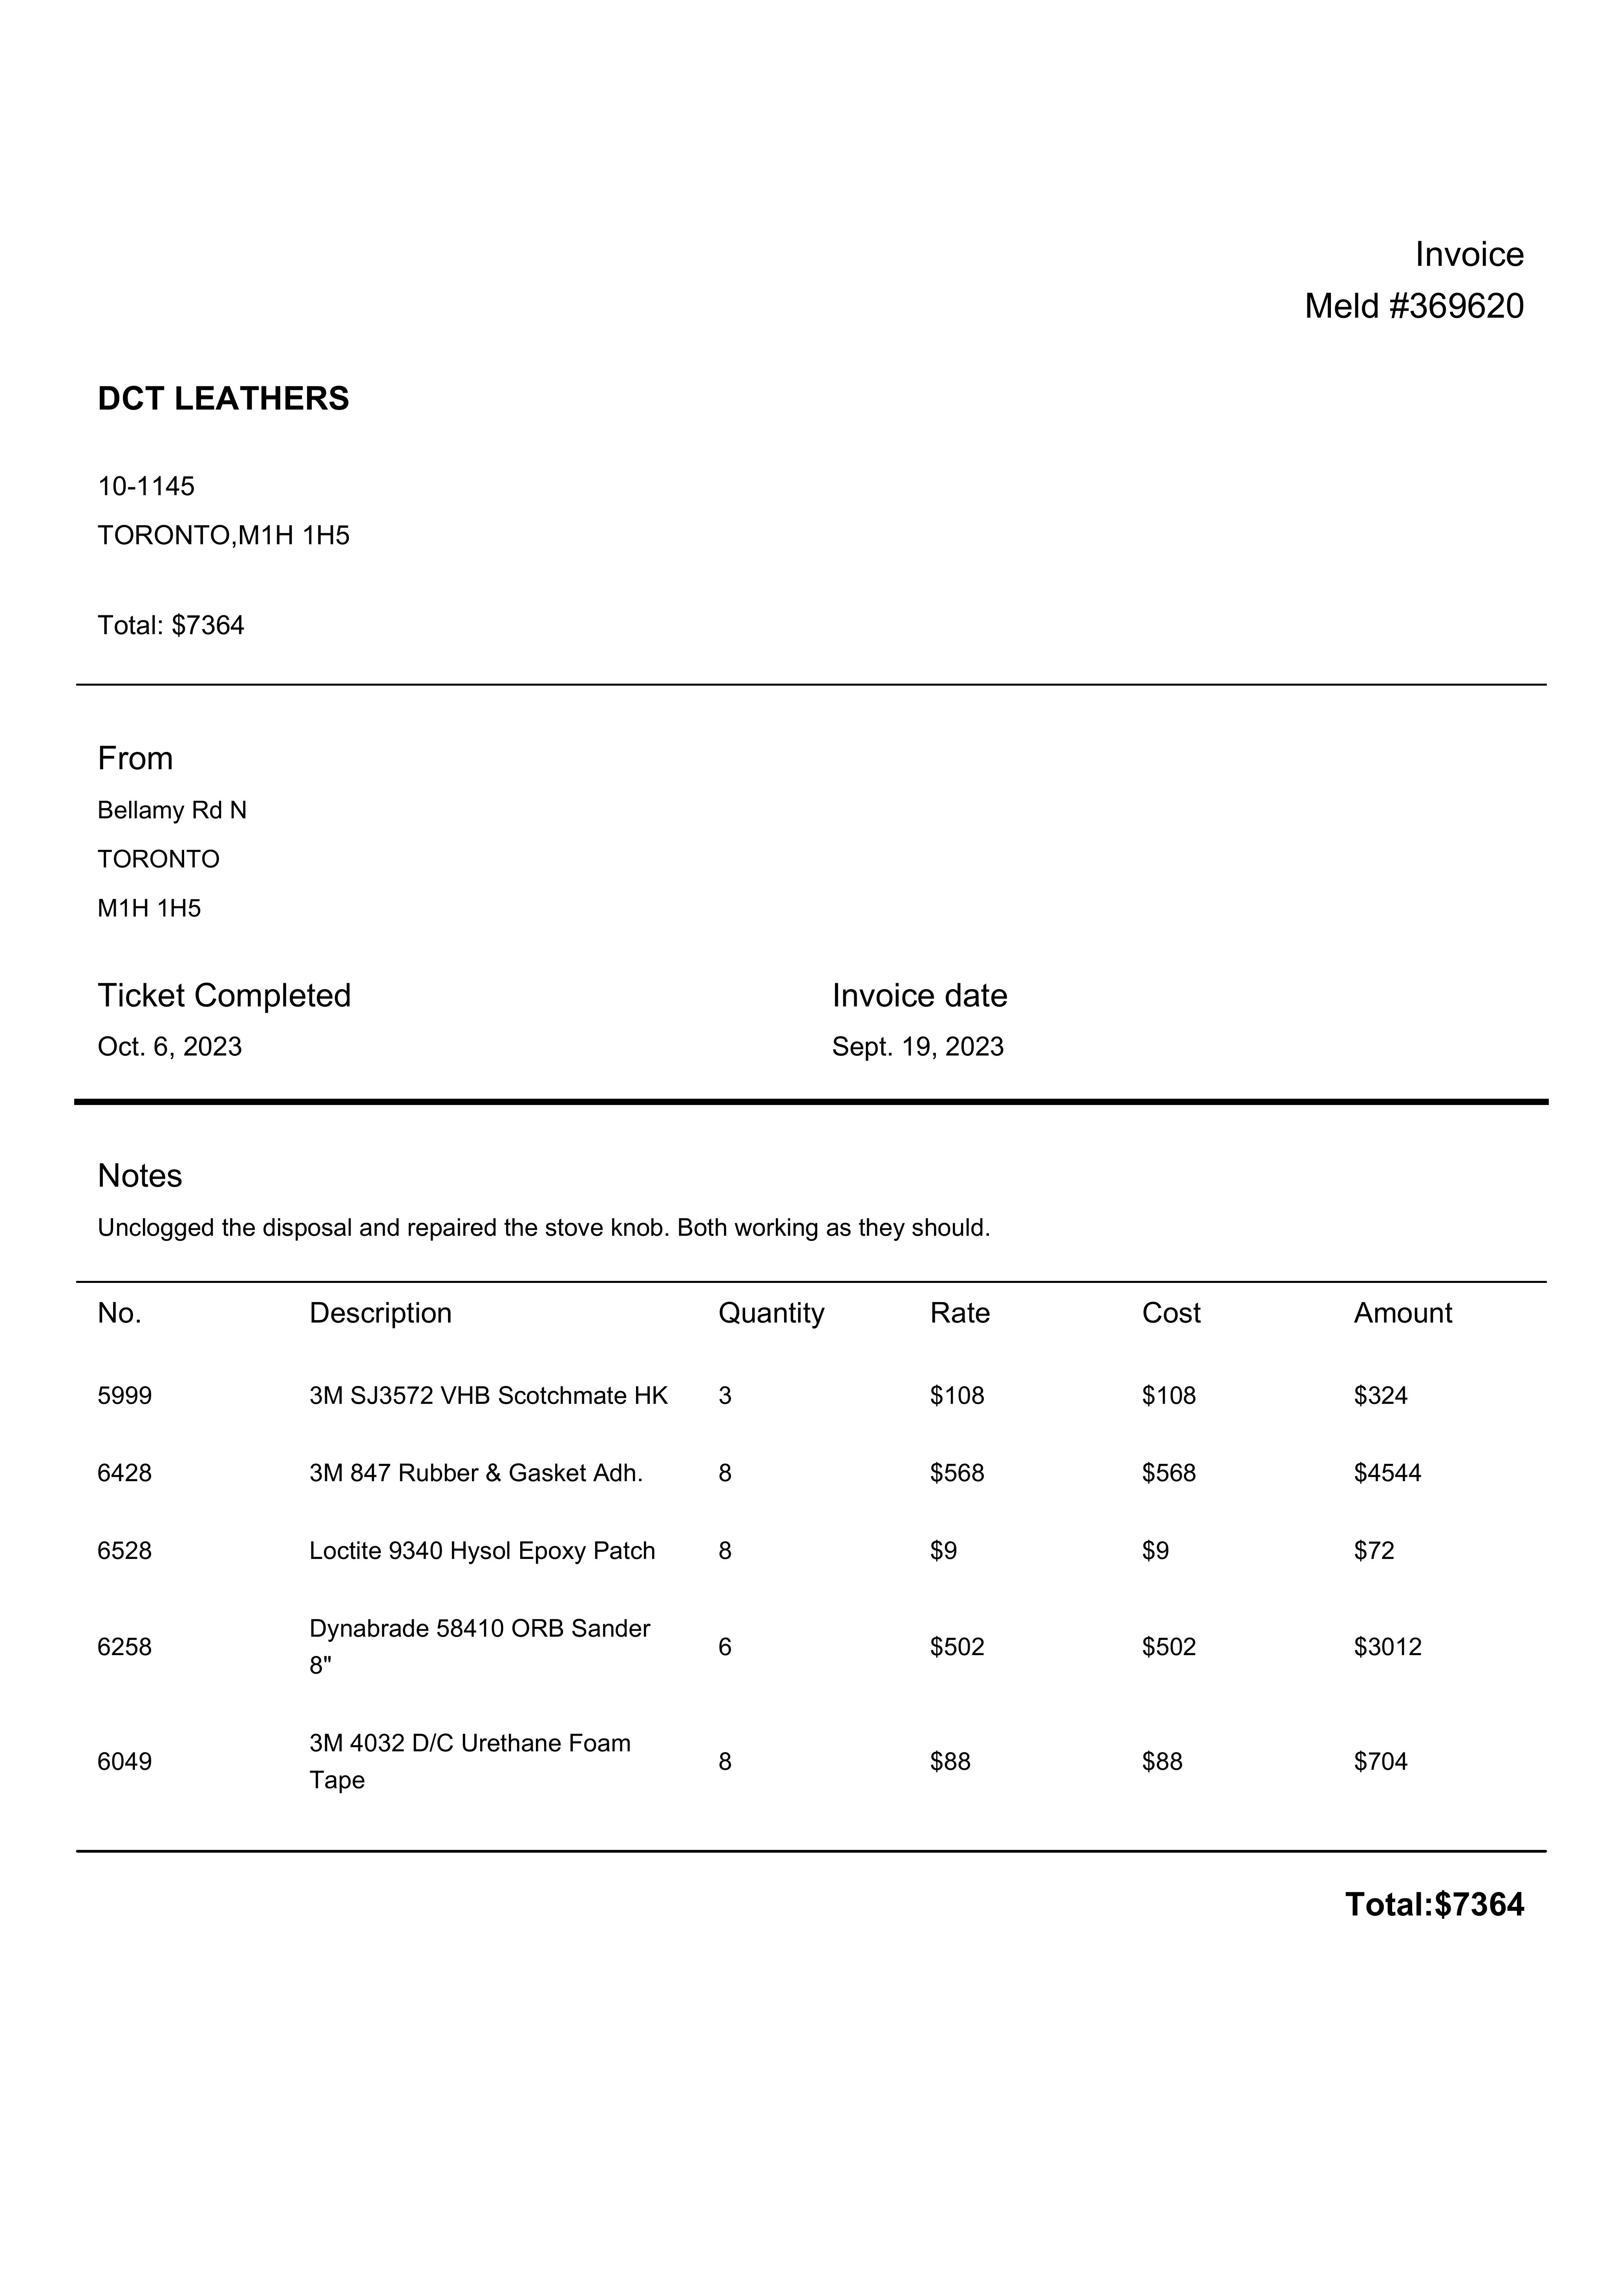 Invoice
Meld #369620
DCT LEATHERS
10-1145
TORONTO,M1H 1H5
Total: $7364
From
Bellamy Rd N
TORONTO
M1H 1H5
Ticket Completed Invoice date
Oct. 6, 2023 Sept. 19, 2023
Notes
Unclogged the disposal and repaired the stove knob. Both working as they should.
No. Description Quantity Rate Cost Amount
5999 3M SJ3572 VHB Scotchmate HK 3 $108 $108 $324
6428 3M 847 Rubber & Gasket Adh. 8 $568 $568 $4544
6528 Loctite 9340 Hysol Epoxy Patch 8 $9 $9 $72
Dynabrade 58410 ORB Sander
6258 6 $502 $502 $3012
8"
3M 4032 D/C Urethane Foam
6049 8 $88 $88 $704
Tape
Total:$7364